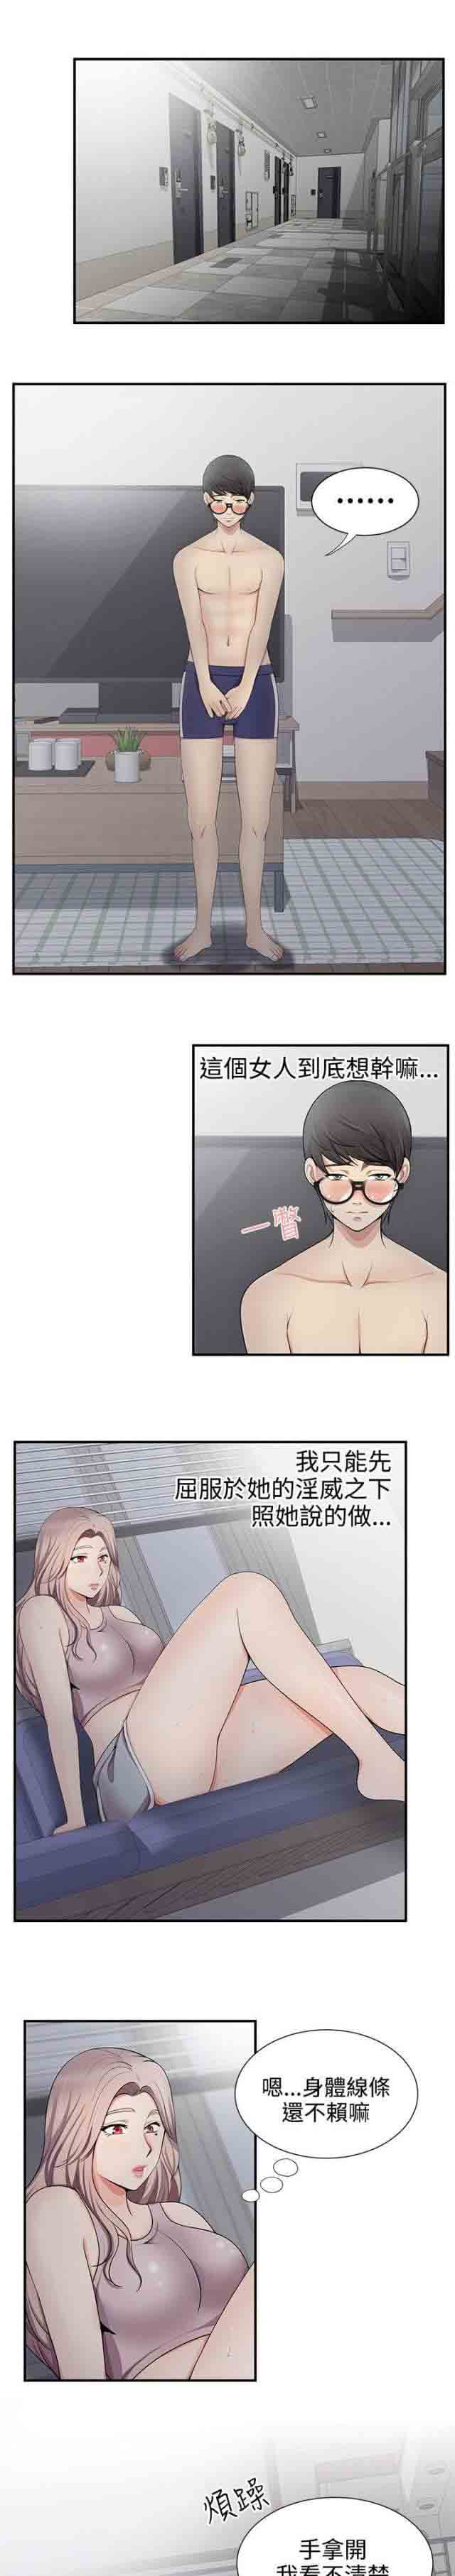 ……
這個女人到底想幹嘛...
一瞥
我只能先
屈服於她的淫威之下
照她說的做...
嗯...身體線條
還不賴嘛
煩躁
手拿開
我看不清楚